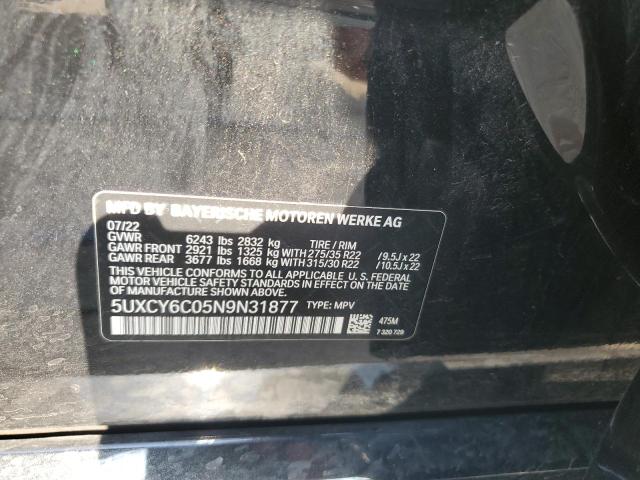 MFD BY BAYERISCHE MOTOREN WERKE AG
07/22
GVWR 6243 lbs 2832 kg TIRE / RIM
GAWR FRONT 2921 lbs 1325 kg WITH 275/35 R22 / 9.5J x 22
GAWR REAR 3677 lbs 1668 kg WITH 315/30 R22 / 10.5J x 22
THIS VEHICLE CONFORMS TO ALL APPLICABLE U.S. FEDERAL
MOTOR VEHICLE SAFETY STANDARDS IN EFFECT ON THE
DATE OF MANUFACTURE SHOWN ABOVE.
5UXCY6C05N9N31877 TYPE: MPV
475M
7 320 729